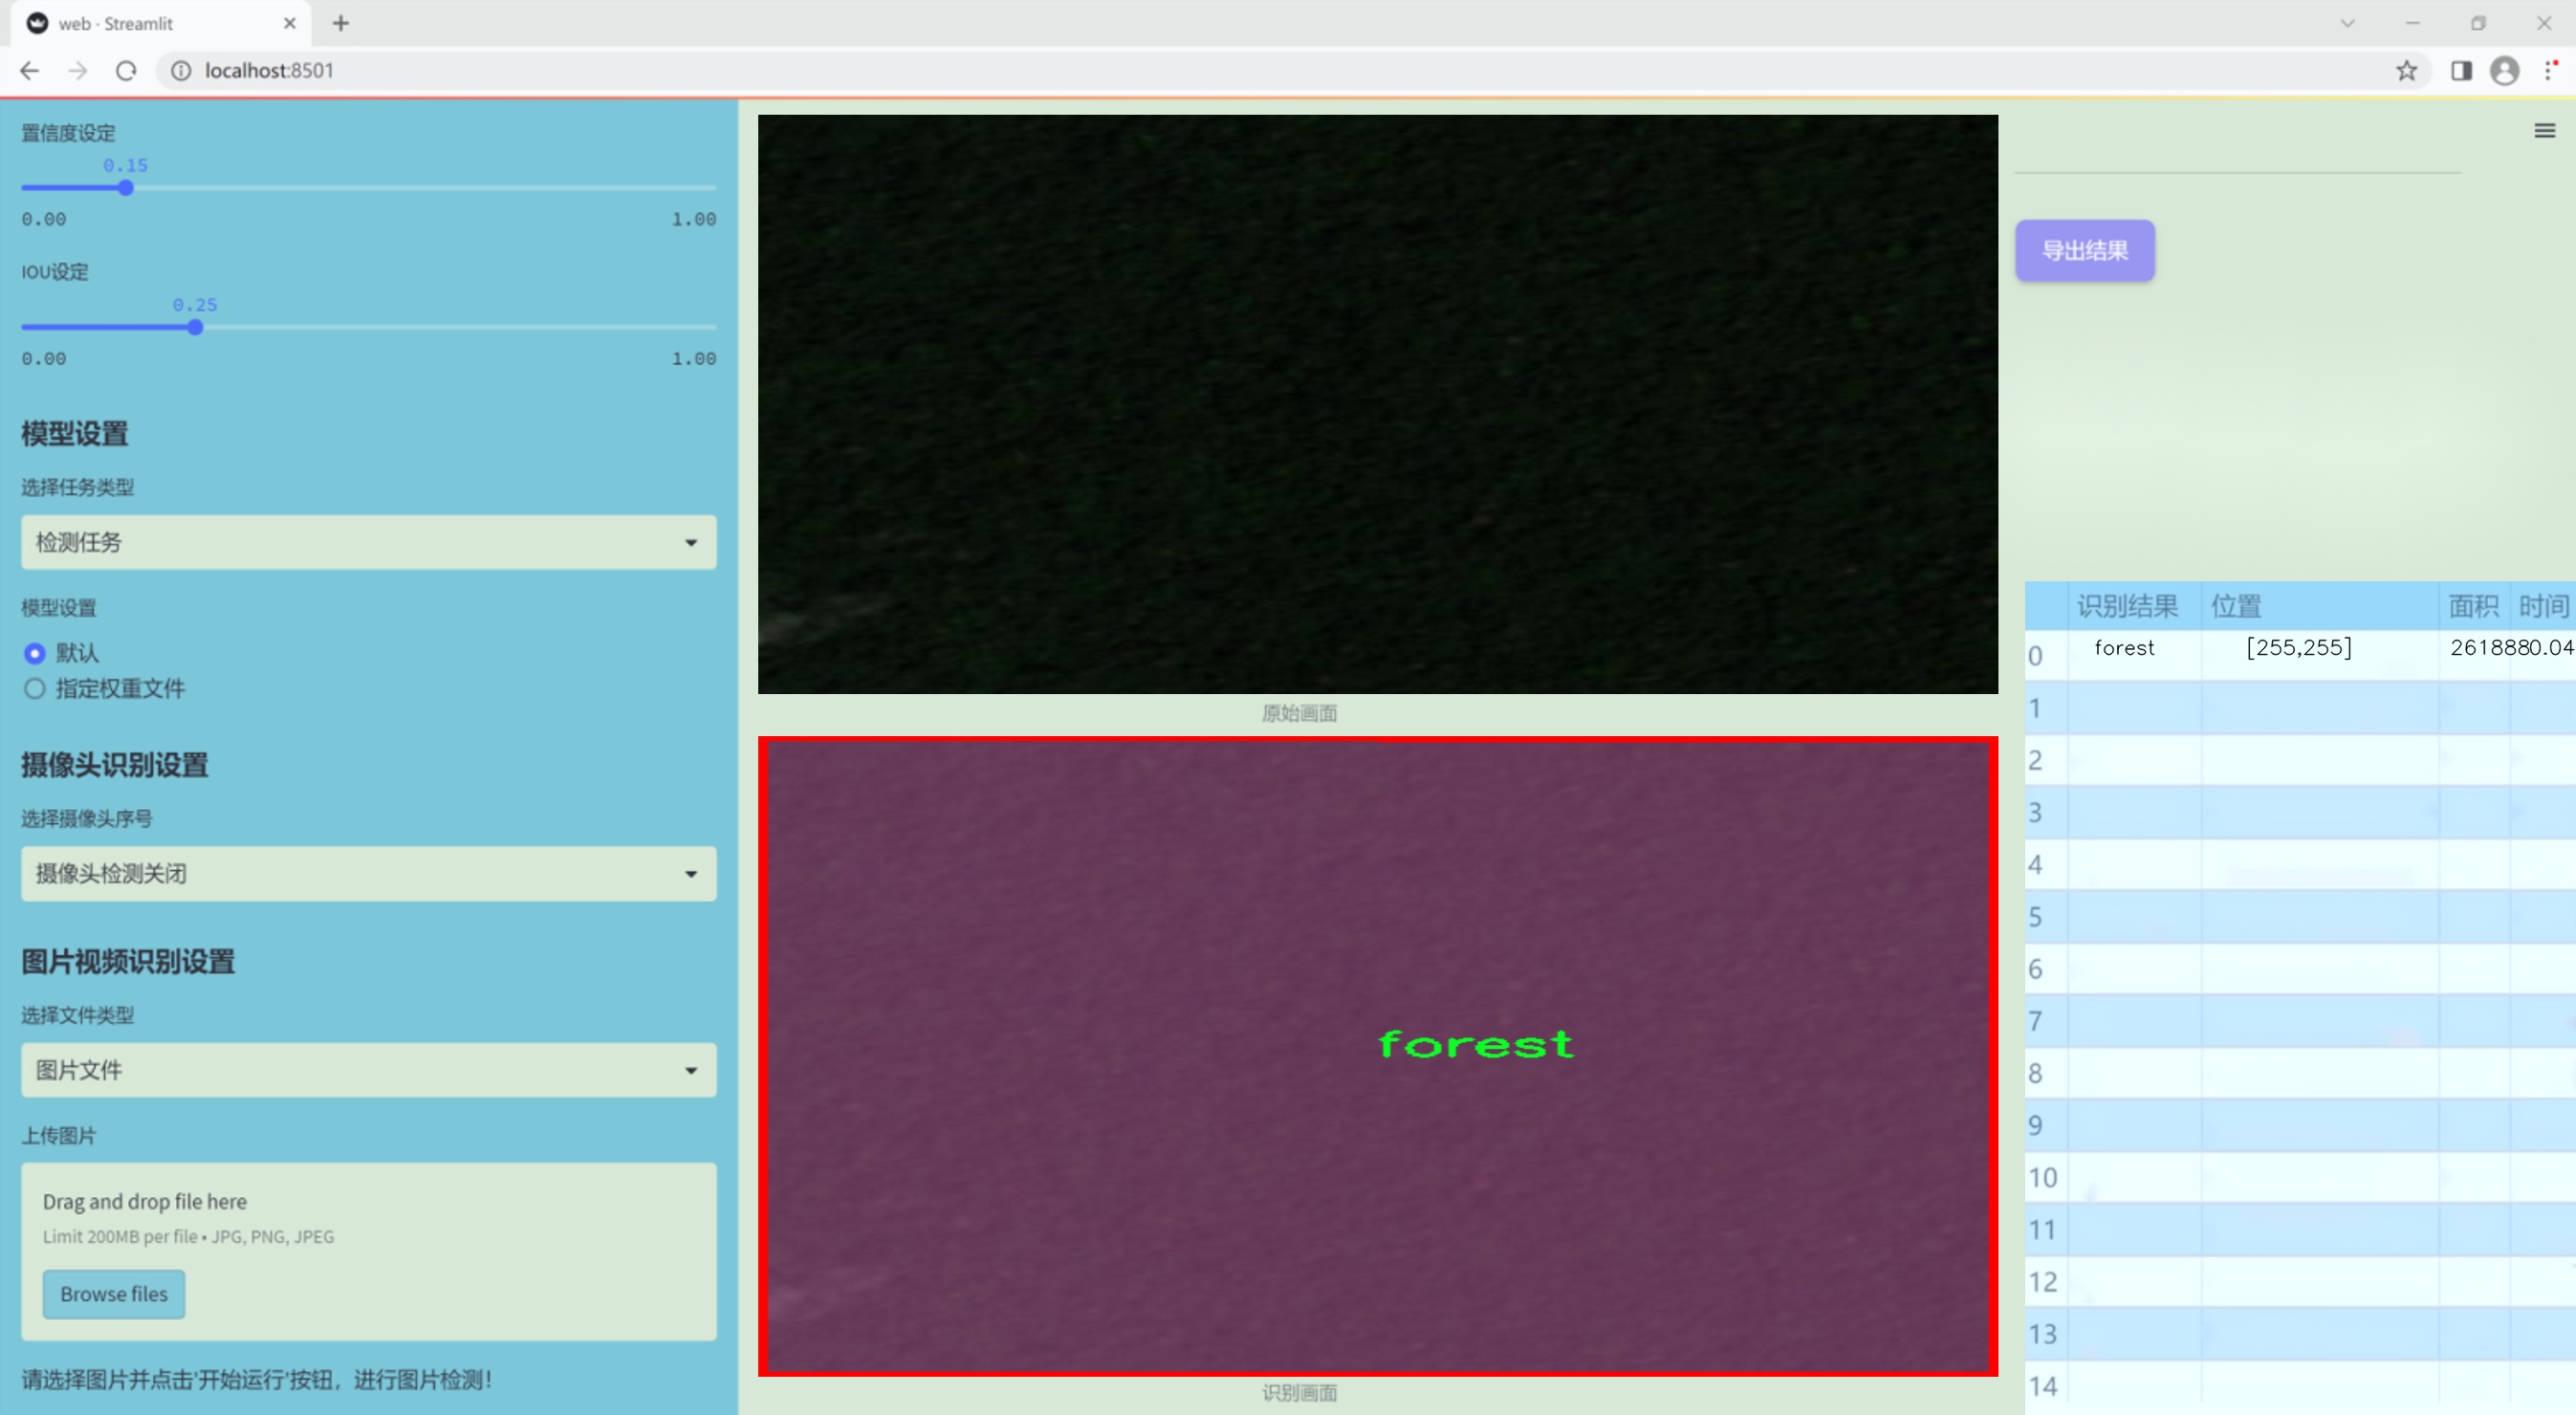 web · Streamlit
localhost:8501
置信度设定
0.15
0.00 1.00
IOU设定
0.25
0.00 1.00
模型设置
选择任务类型
检测任务
模型设置
默认
指定权重文件
摄像头识别设置
选择摄像头序号
摄像头检测关闭
图片视频识别设置
选择文件类型
图片文件
上传图片
Drag and drop file here
Limit 200MB per file • JPG, PNG, JPEG
Browse files
请选择图片并点击'开始运行'按钮，进行图片检测!
原始画面
forest
识别画面
导出结果
识别结果 位置 面积 时间
0 forest [255,255] 2618880.04
1
2
3
4
5
6
7
8
9
10
11
12
13
14